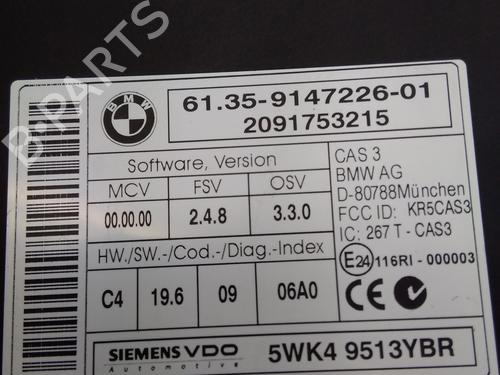 B-PARTS
BMW
61.35-9147226-01
2091753215
Software, Version
MCV FSV OSV
00.00.00 2.4.8 3.3.0
HW./SW.-/Cod.-/Diag.-Index
C4 19.6 09 06A0
CAS 3
BMW AG
D-80788München
FCC ID: KR5CAS3
IC: 267 T - CAS3
E24 116RI - 000003
CE
SIEMENS VDO
Automotive
5WK4 9513YBR